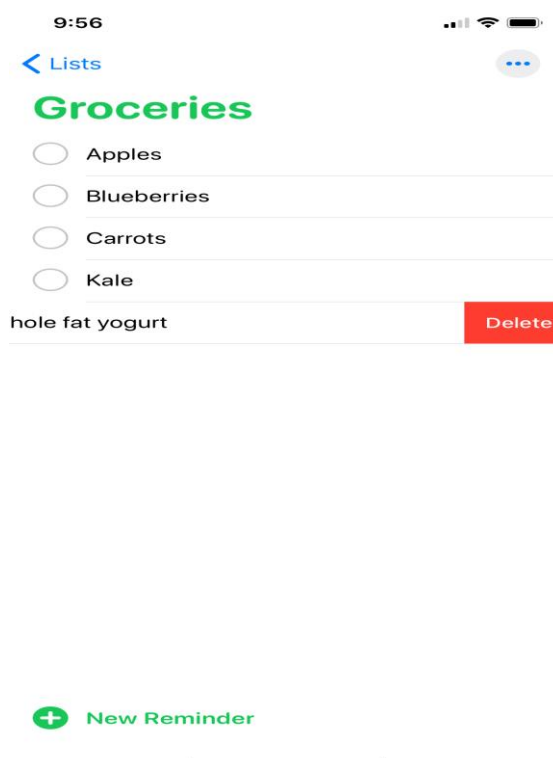 9:56
Lists
Groceries
Apples
Blueberries
Carrots
Kale
hole fat yogurt Delete
New Reminder